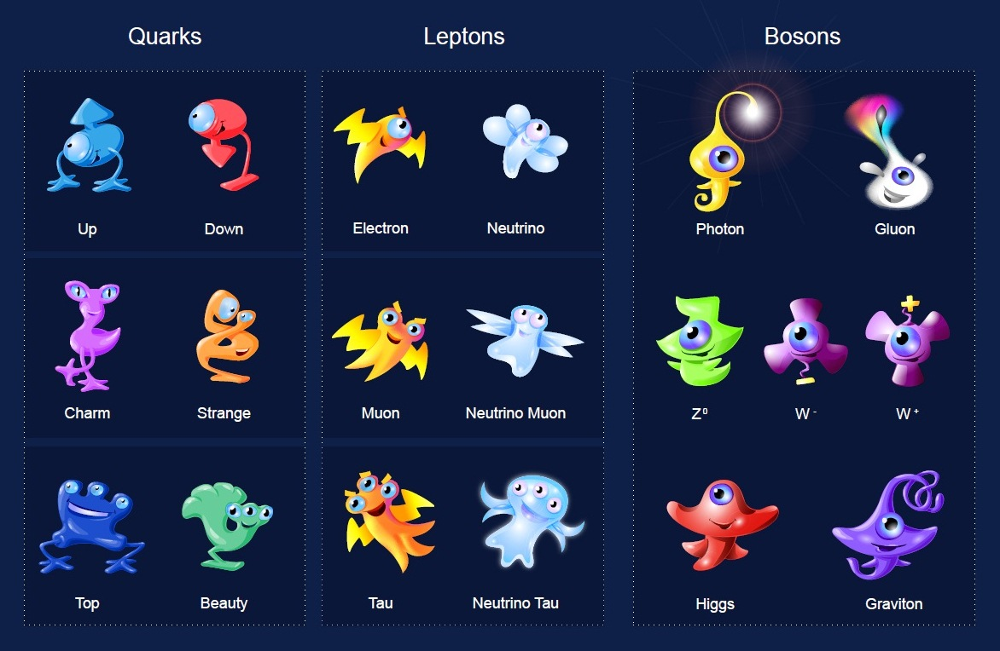 Quarks
Leptons
Bosons
Up
Down
Electron
Neutrino
Photon
Gluon
Charm
Strange
Muon
Neutrino Muon
Z⁰
W⁻
W⁺
Top
Beauty
Tau
Neutrino Tau
Higgs
Graviton